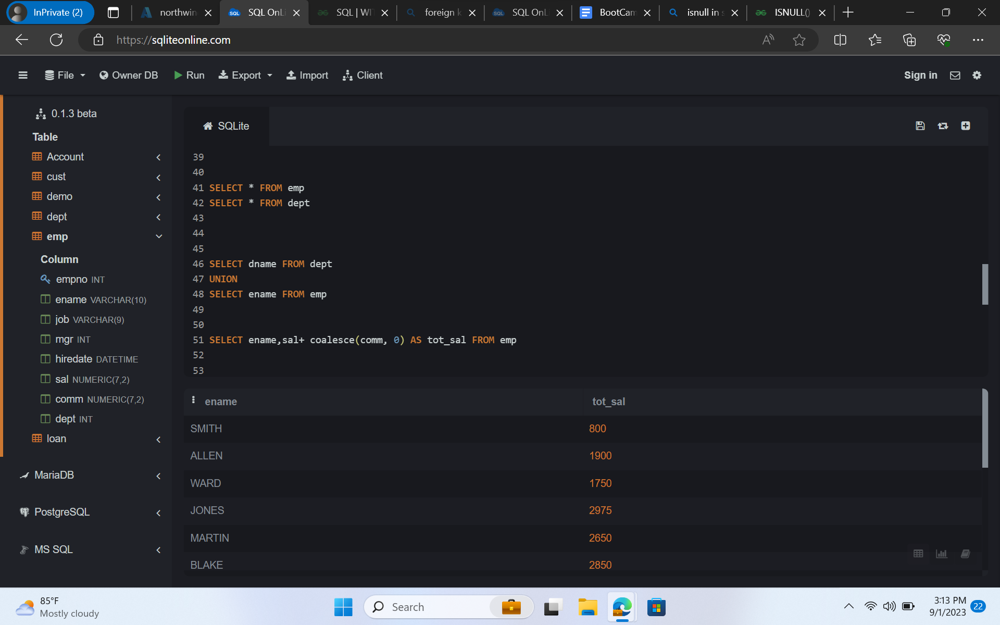 InPrivate (2)
northwin
SQL OnLi
SQL | WI
foreign k
SQL OnL
BootCam
isnull in s
ISNULL()
https://sqliteonline.com
File
Owner DB
Run
Export
Import
Client
Sign in
0.1.3 beta
Table
Account
cust
demo
dept
emp
Column
empno INT
ename VARCHAR(10)
job VARCHAR(9)
mgr INT
hiredate DATETIME
sal NUMERIC(7,2)
comm NUMERIC(7,2)
dept INT
loan
MariaDB
PostgreSQL
MS SQL
SQLite
39
40
41 SELECT * FROM emp
42 SELECT * FROM dept
43
44
45
46 SELECT dname FROM dept
47 UNION
48 SELECT ename FROM emp
49
50
51 SELECT ename,sal+ coalesce(comm, 0) AS tot_sal FROM emp
52
53
ename tot_sal
SMITH 800
ALLEN 1900
WARD 1750
JONES 2975
MARTIN 2650
BLAKE 2850
85°F
Mostly cloudy
Search
3:13 PM
9/1/2023
22